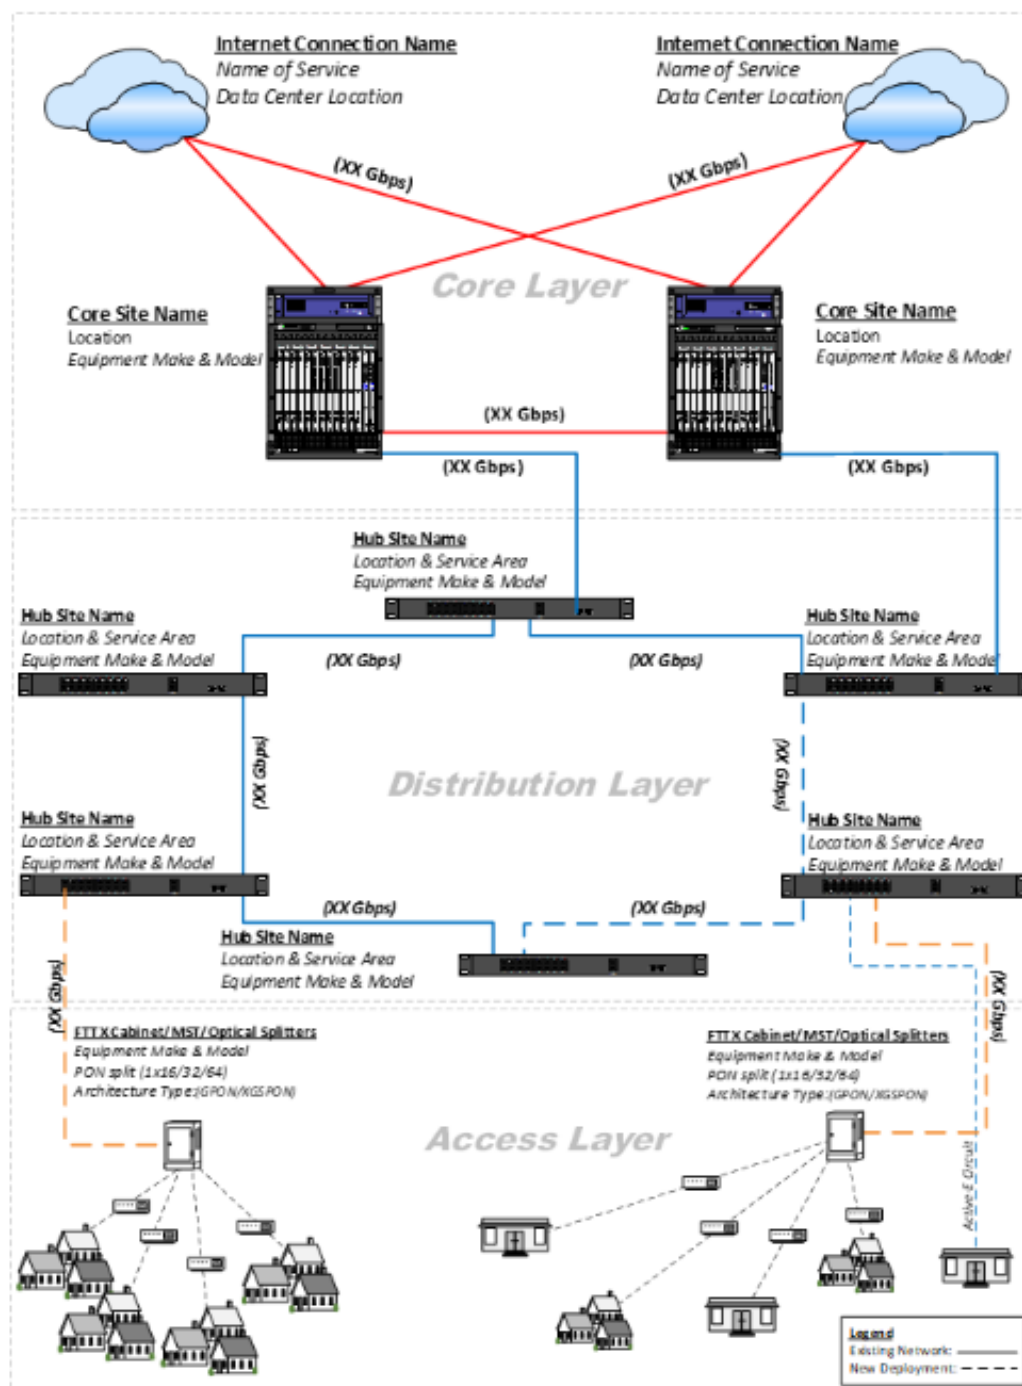 Internet Connection Name
Name of Service
Data Center Location
Internet Connection Name
Name of Service
Data Center Location
(XX Gbps)
(XX Gbps)
Core Layer
Core Site Name
Location
Equipment Make & Model
Core Site Name
Location
Equipment Make & Model
(XX Gbps)
(XX Gbps)
(XX Gbps)
Hub Site Name
Location & Service Area
Equipment Make & Model
Hub Site Name
Location & Service Area
Equipment Make & Model
Hub Site Name
Location & Service Area
Equipment Make & Model
(XX Gbps)
(XX Gbps)
(XX Gbps)
(XX Gbps)
Distribution Layer
Hub Site Name
Location & Service Area
Equipment Make & Model
Hub Site Name
Location & Service Area
Equipment Make & Model
(XX Gbps)
(XX Gbps)
Hub Site Name
Location & Service Area
Equipment Make & Model
(XX Gbps)
(XX Gbps)
FTTX Cabinet/MST/Optical Splitters
Equipment Make & Model
PON split (1x16/32/64)
Architecture Type:(GPON/XGSPON)
FTTX Cabinet/MST/Optical Splitters
Equipment Make & Model
PON split (1x16/32/64)
Architecture Type:(GPON/XGSPON)
Access Layer
Active E Circuit
Legend
Existing Network:
New Deployment: